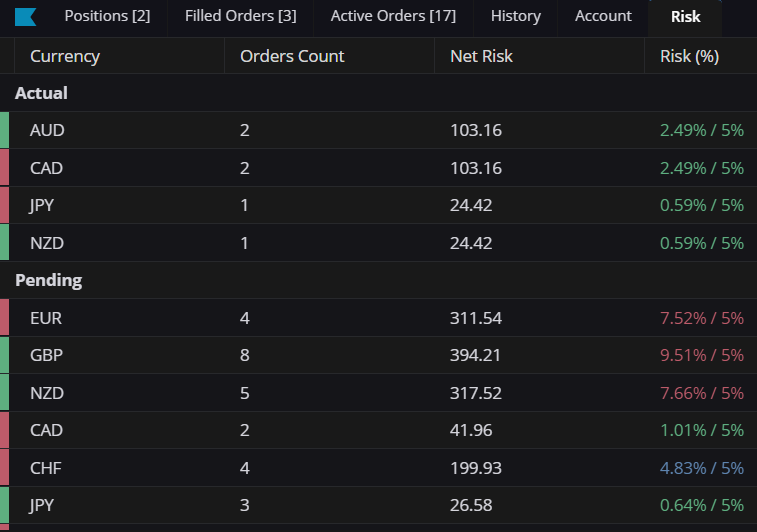 Positions [2] Filled Orders [3] Active Orders [17] History Account Risk
Currency Orders Count Net Risk Risk (%)
Actual
AUD 2 103.16 2.49% / 5%
CAD 2 103.16 2.49% / 5%
JPY 1 24.42 0.59% / 5%
NZD 1 24.42 0.59% / 5%
Pending
EUR 4 311.54 7.52% / 5%
GBP 8 394.21 9.51% / 5%
NZD 5 317.52 7.66% / 5%
CAD 2 41.96 1.01% / 5%
CHF 4 199.93 4.83% / 5%
JPY 3 26.58 0.64% / 5%